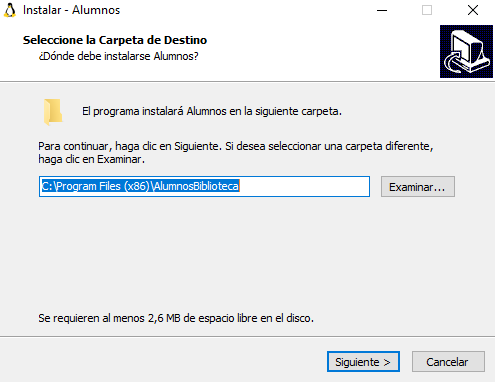 Instalar - Alumnos
Seleccione la Carpeta de Destino
¿Dónde debe instalarse Alumnos?
El programa instalará Alumnos en la siguiente carpeta.
Para continuar, haga clic en Siguiente. Si desea seleccionar una carpeta diferente,
haga clic en Examinar.
C:\Program Files (x86)\AlumnosBiblioteca
Examinar...
Se requieren al menos 2,6 MB de espacio libre en el disco.
Siguiente >
Cancelar